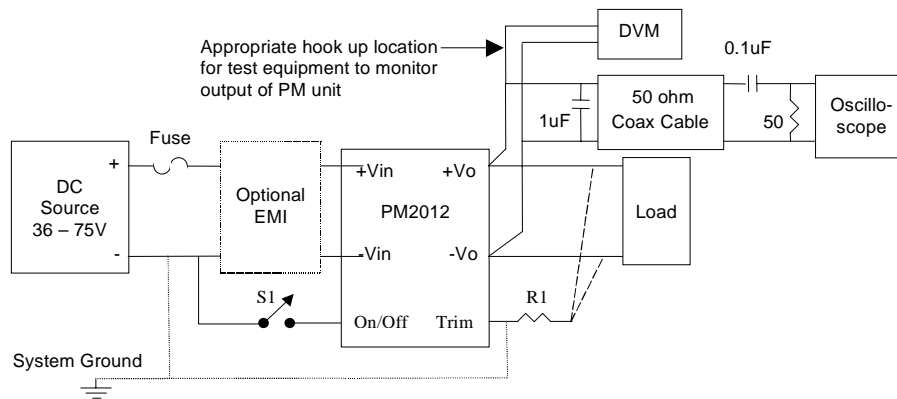 Appropriate hook up location
for test equipment to monitor
output of PM unit
DVM
0.1uF
1uF
50 ohm
Coax Cable
50
Oscillo-
scope
Fuse
DC
Source
36 – 75V
+
-
Optional
EMI
+Vin
+Vo
PM2012
-Vin
-Vo
On/Off
Trim
Load
S1
R1
System Ground